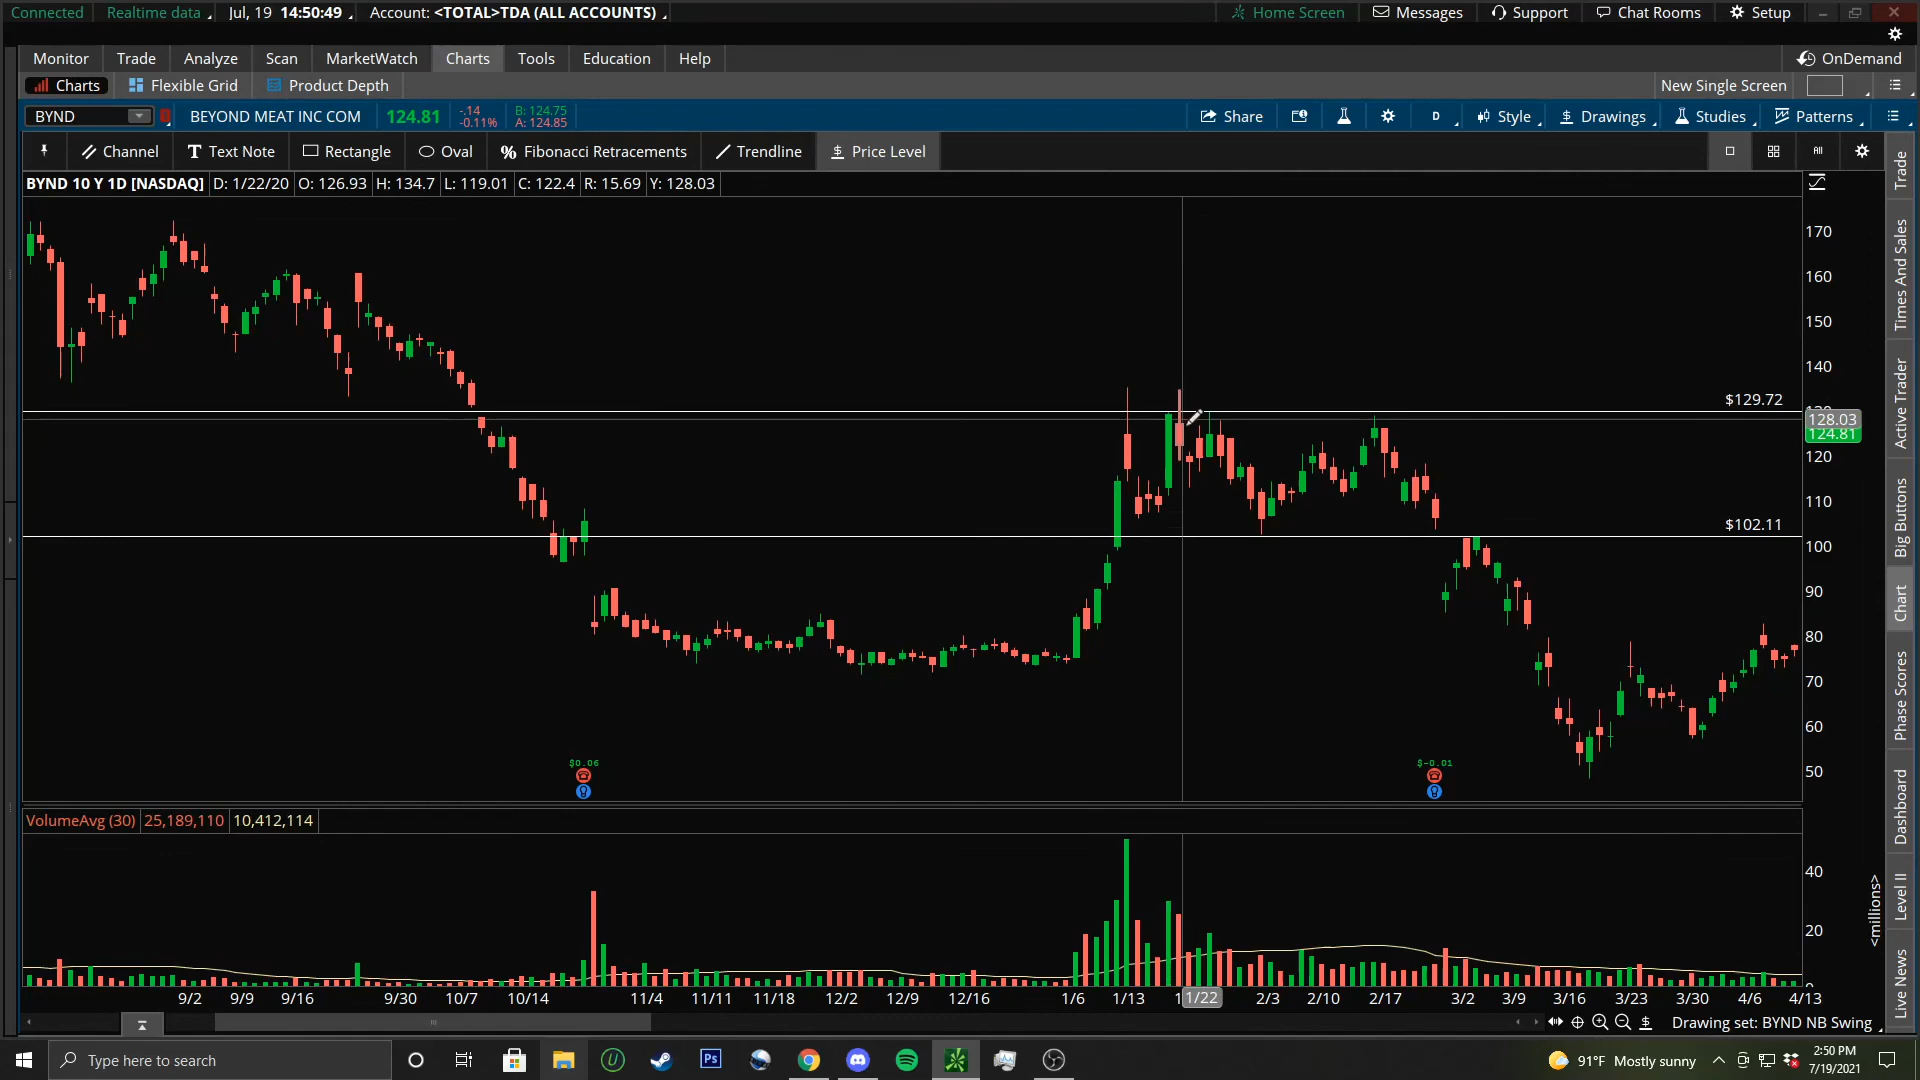 Connected Realtime data Jul, 19 14:50:49 Account: <TOTAL>TDA (ALL ACCOUNTS) Home Screen Messages Support Chat Rooms Setup
Monitor Trade Analyze Scan MarketWatch Charts Tools Education Help OnDemand
Charts Flexible Grid Product Depth New Single Screen
BYND BEYOND MEAT INC COM 124.81 -.14 -0.11% B: 124.75 A: 124.85 Share D Style Drawings Studies Patterns
Channel Text Note Rectangle Oval Fibonacci Retracements Trendline Price Level All
BYND 10 Y 1D [NASDAQ] D: 1/22/20 O: 126.93 H: 134.7 L: 119.01 C: 122.4 R: 15.69 Y: 128.03
170
160
150
140
$129.72
128.03
124.81
120
110
$102.11
100
90
80
70
60
50
$0.06 $-0.01
VolumeAvg (30) 25,189,110 10,412,114
40
20
<millions>
9/2 9/9 9/16 9/30 10/7 10/14 11/4 11/11 11/18 12/2 12/9 12/16 1/6 1/13 1/22 2/3 2/10 2/17 3/2 3/9 3/16 3/23 3/30 4/6 4/13
Drawing set: BYND NB Swing
Trade
Times And Sales
Active Trader
Big Buttons
Chart
Phase Scores
Dashboard
Level II
Live News
Type here to search Ps 91°F Mostly sunny 2:50 PM
7/19/2021